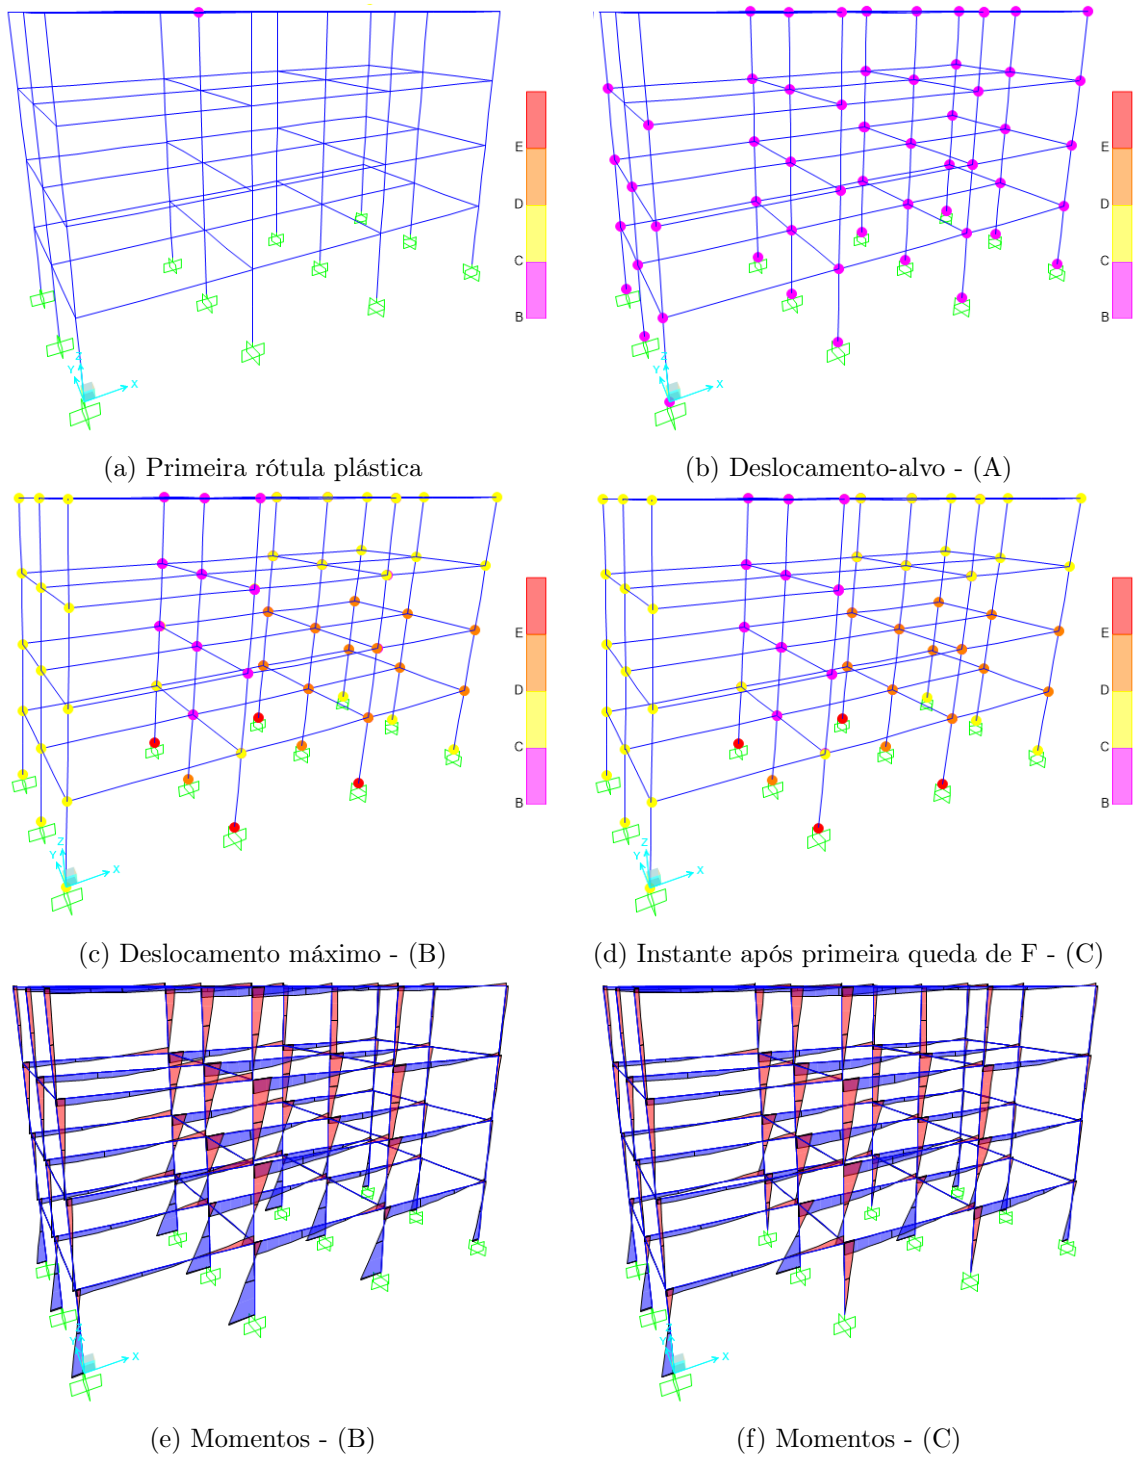 E
D
C
B
Z
Y
X
E
D
C
B
Z
Y
X
(a) Primeira rótula plástica
(b) Deslocamento-alvo - (A)
E
D
C
B
Z
Y
X
E
D
C
B
Z
Y
X
(c) Deslocamento máximo - (B)
(d) Instante após primeira queda de F - (C)
X
X
(e) Momentos - (B)
(f) Momentos - (C)